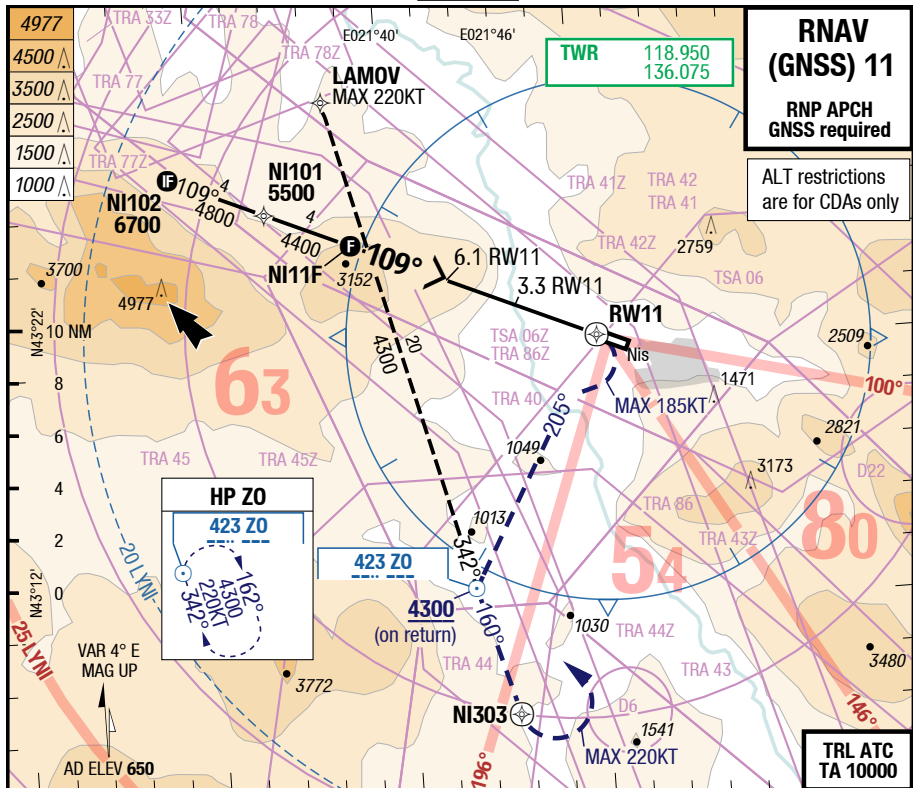 4977
4500
3500
2500
1500
1000
TRA 33Z
TRA 78
TRA 78Z
TRA 77
TRA 77Z
E021°40'
E021°46'
TWR 118.950
136.075
RNAV
(GNSS) 11
RNP APCH
GNSS required
ALT restrictions
are for CDAs only
LAMOV
MAX 220KT
IF
109°
4
4800
NI102
6700
NI101
5500
4
4400
F
109°
NI11F
3152
6.1 RW11
3.3 RW11
RW11
Nis
TRA 41Z
TRA 42
TRA 41
TRA 42Z
2759
TSA 06
3700
4977
N43°22'
10 NM
8
6
4
2
0
N43°12'
63
20
4300
342°
TSA 06Z
TRA 86Z
TRA 40
2509
1471
100°
MAX 185KT
205°
1049
2821
3173
D22
TRA 45
TRA 45Z
TRA 86
TRA 43Z
80
54
1013
HP ZO
423 ZO
162°
4300
220KT
342°
423 ZO
4300
(on return)
160°
20 LYNI
25 LYNI
VAR 4° E
MAG UP
AD ELEV 650
3772
1030
TRA 44Z
TRA 44
TRA 43
3480
NI303
D6
1541
MAX 220KT
196°
146°
TRL ATC
TA 10000